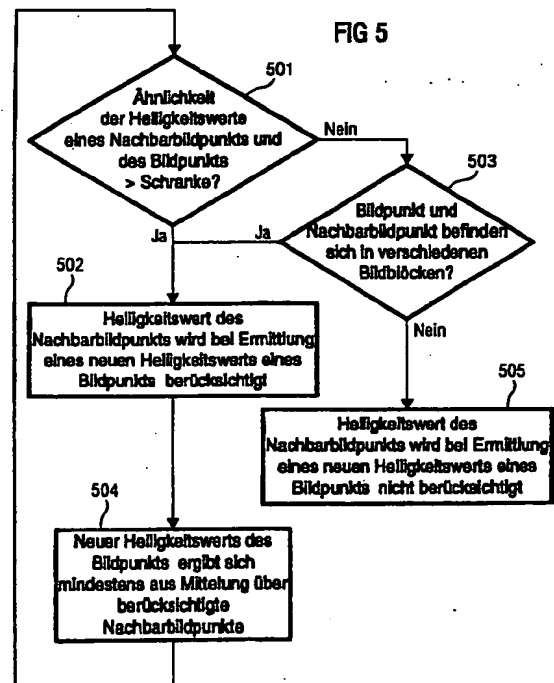 FIG 5
501
Ähnlichkeit
der Helligkeitswerte
eines Nachbarbildpunkts und
des Bildpunkts
> Schranke?
Nein
503
Bildpunkt und
Nachbarbildpunkt befinden
sich in verschiedenen
Bildblöcken?
Ja
Ja
502
Helligkeitswert des
Nachbarbildpunkts wird bei Ermittlung
eines neuen Helligkeitswerts eines
Bildpunkts berücksichtigt
Nein
505
Helligkeitswert des
Nachbarbildpunkts wird bei Ermittlung
eines neuen Helligkeitswerts eines
Bildpunkts nicht berücksichtigt
504
Neuer Helligkeitswerts des
Bildpunkts ergibt sich
mindestens aus Mittelung über
berücksichtigte
Nachbarbildpunkte